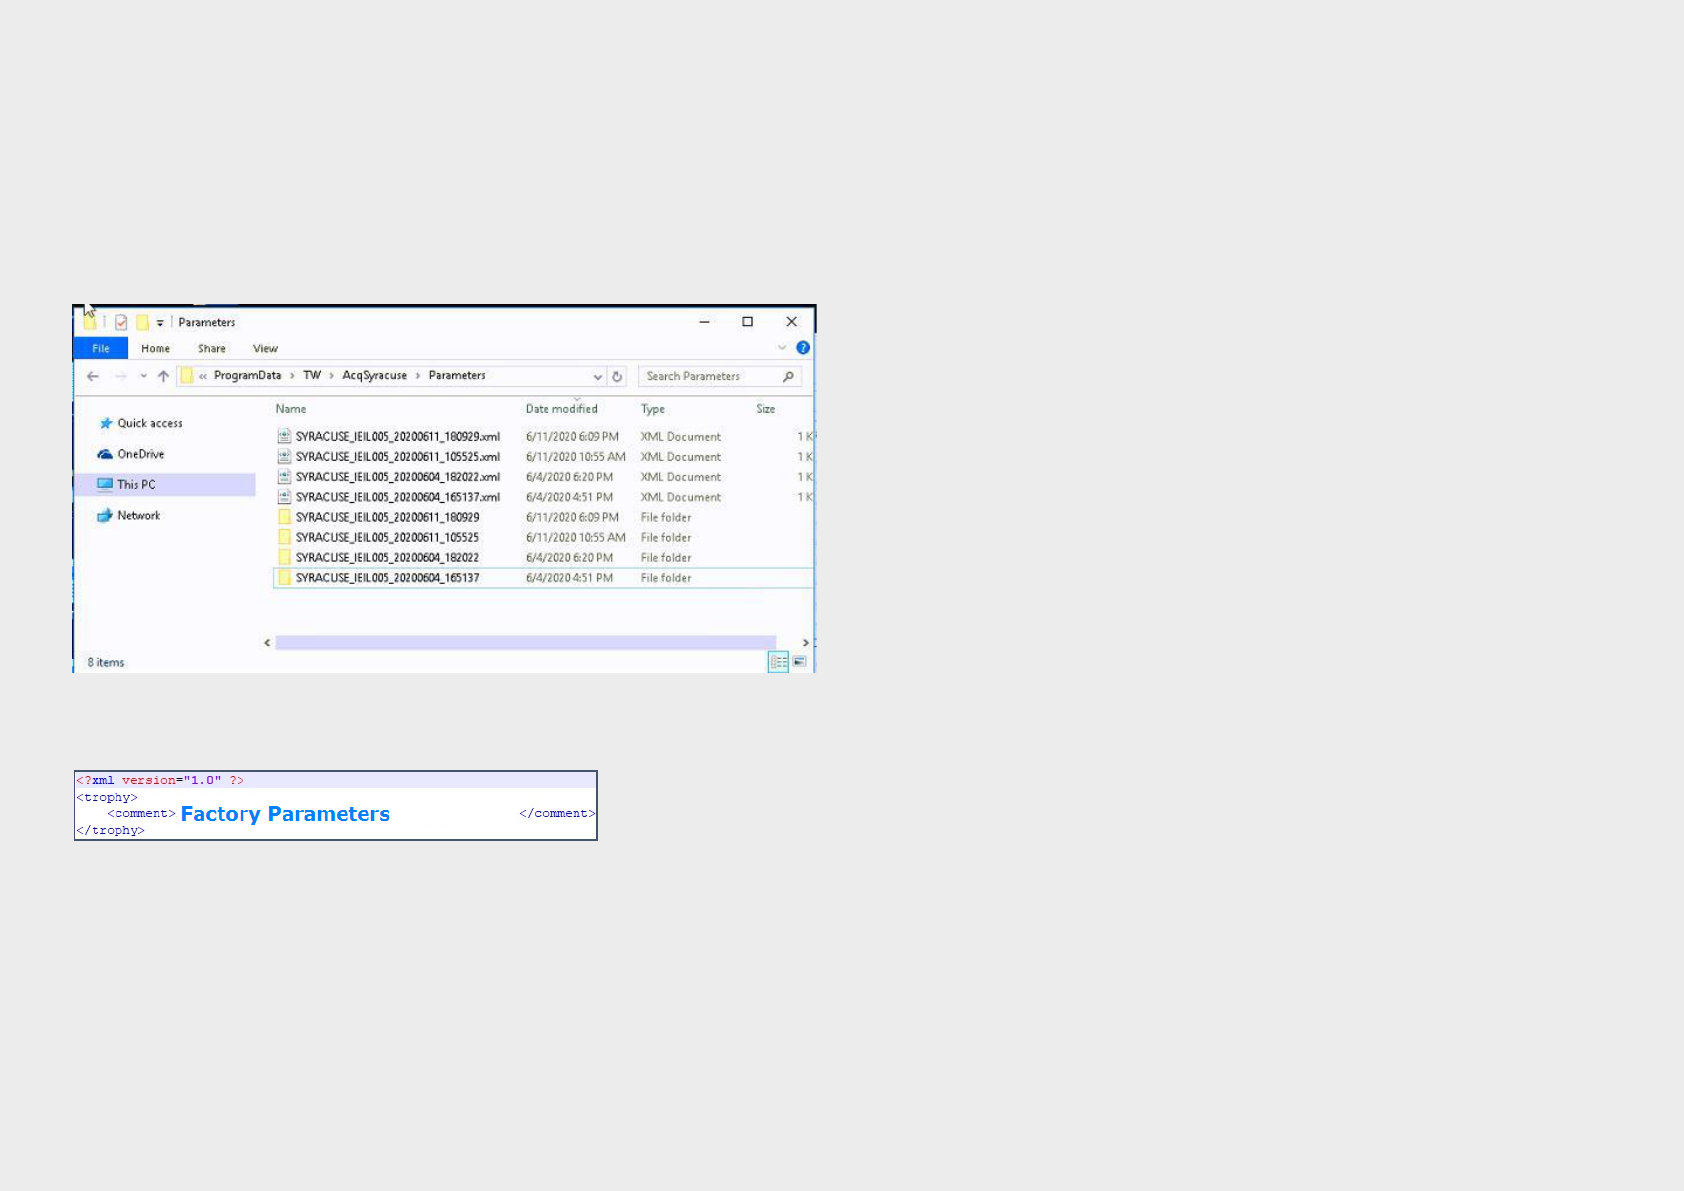 Parameters
File Home Share View
« ProgramData › TW › AcqSyracuse › Parameters Search Parameters
Name Date modified Type Size
Quick access
OneDrive
This PC
Network
SYRACUSE_IEIL005_20200611_180929.xml 6/11/2020 6:09 PM XML Document 1 K
SYRACUSE_IEIL005_20200611_105525.xml 6/11/2020 10:55 AM XML Document 1 K
SYRACUSE_IEIL005_20200604_182022.xml 6/4/2020 6:20 PM XML Document 1 K
SYRACUSE_IEIL005_20200604_165137.xml 6/4/2020 4:51 PM XML Document 1 K
SYRACUSE_IEIL005_20200611_180929 6/11/2020 6:09 PM File folder
SYRACUSE_IEIL005_20200611_105525 6/11/2020 10:55 AM File folder
SYRACUSE_IEIL005_20200604_182022 6/4/2020 6:20 PM File folder
SYRACUSE_IEIL005_20200604_165137 6/4/2020 4:51 PM File folder
8 items
<?xml version="1.0" ?>
<trophy>
<comment> Factory Parameters </comment>
</trophy>